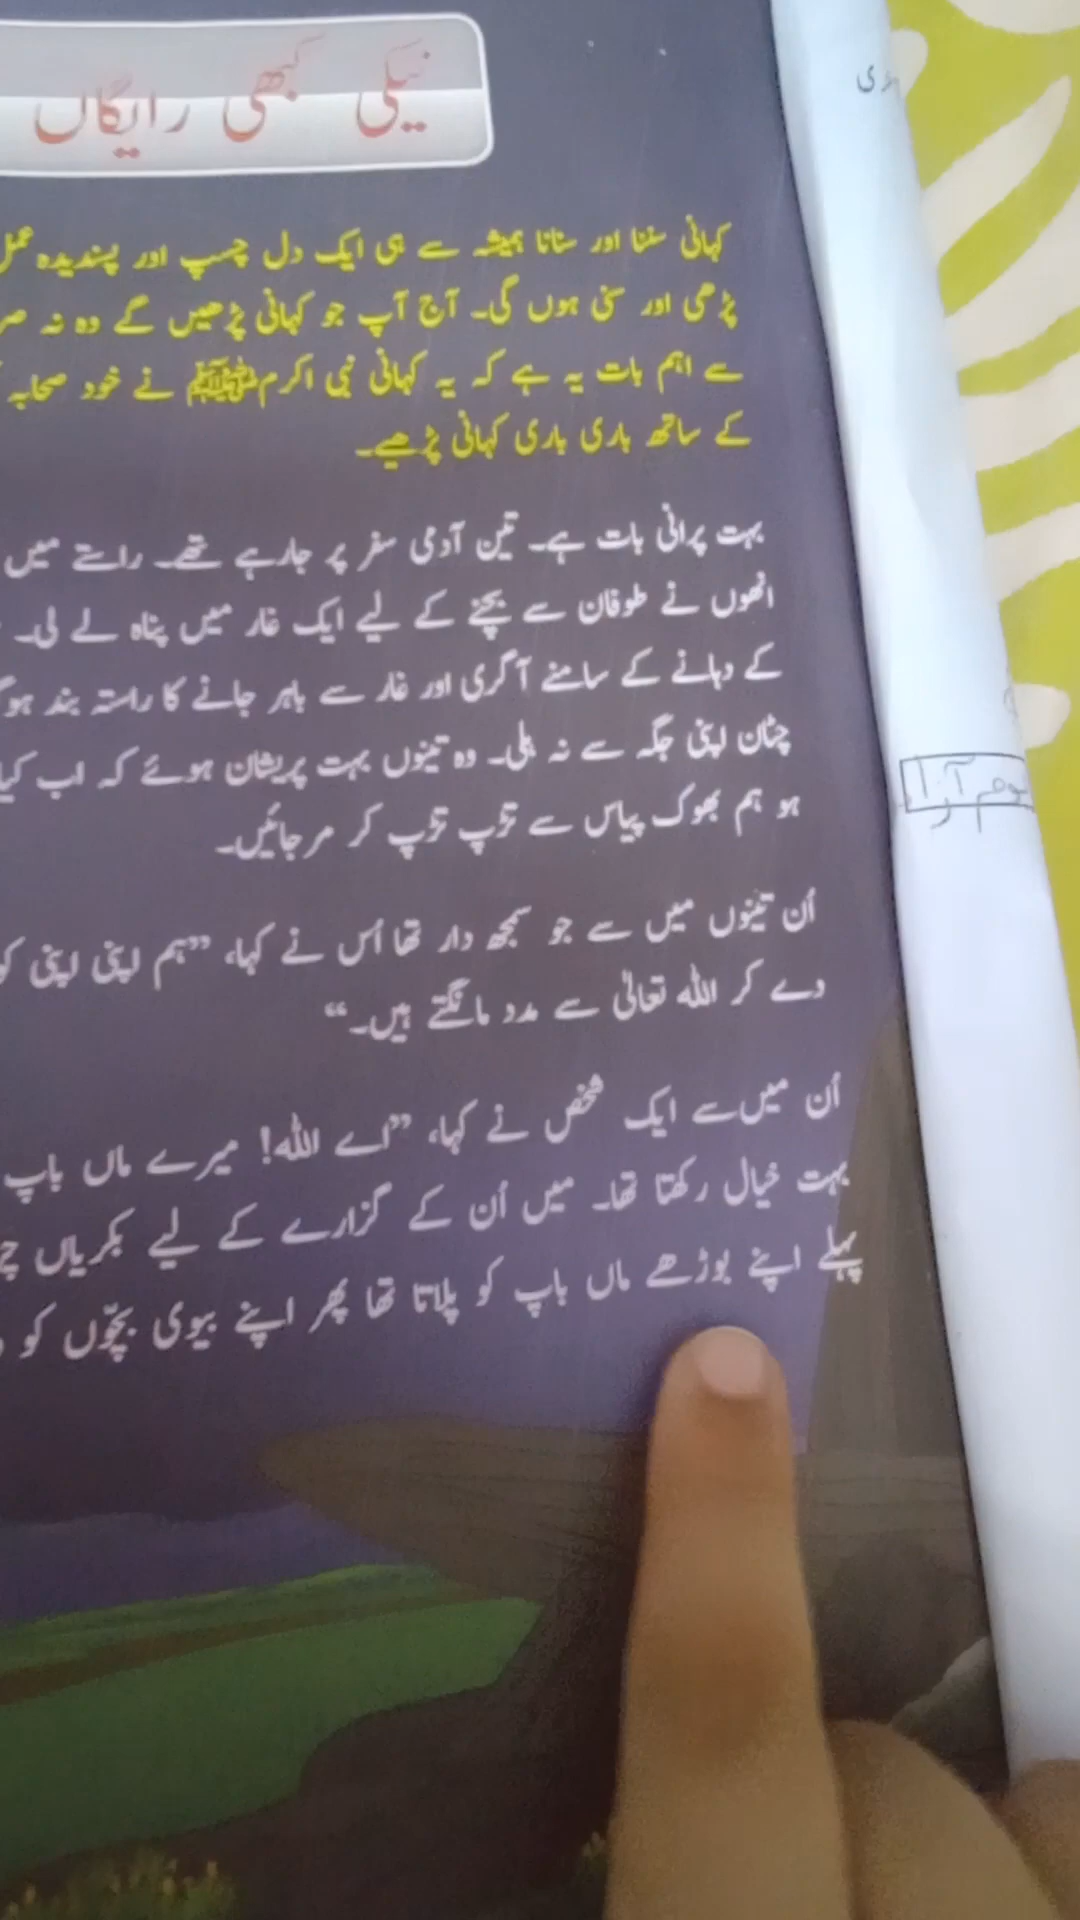 نیکی کبھی رایگاں
کہانی سننا اور سنانا ہمیشہ سے ہی ایک دل چسپ اور پسندیدہ عمل
پڑھی اور سنی ہوں گی۔ آج آپ جو کہانی پڑھیں گے وہ نہ صر
سے اہم بات یہ ہے کہ یہ کہانی نبی اکرم ﷺ نے خود صحابہ
کے ساتھ باری باری کہانی پڑھیے۔
بہت پرانی بات ہے۔ تین آدمی سفر پر جارہے تھے۔ راستے میں
انھوں نے طوفان سے بچنے کے لیے ایک غار میں پناہ لے لی۔
کے دہانے کے سامنے آگری اور غار سے باہر جانے کا راستہ بند ہوگ
چٹان اپنی جگہ سے نہ ہلی۔ وہ تینوں بہت پریشان ہوئے کہ اب کیا
ہو ہم بھوک پیاس سے تڑپ تڑپ کر مرجائیں۔
اُن تینوں میں سے جو سمجھ دار تھا اُس نے کہا، ”ہم اپنی اپنی کو
دے کر اللہ تعالیٰ سے مدد مانگتے ہیں۔“
اُن میں سے ایک شخص نے کہا، ”اے اللہ! میرے ماں باپ
بہت خیال رکھتا تھا۔ میں اُن کے گزارے کے لیے بکریاں چ
پہلے اپنے بوڑھے ماں باپ کو پلاتا تھا پھر اپنے بیوی بچّوں کو